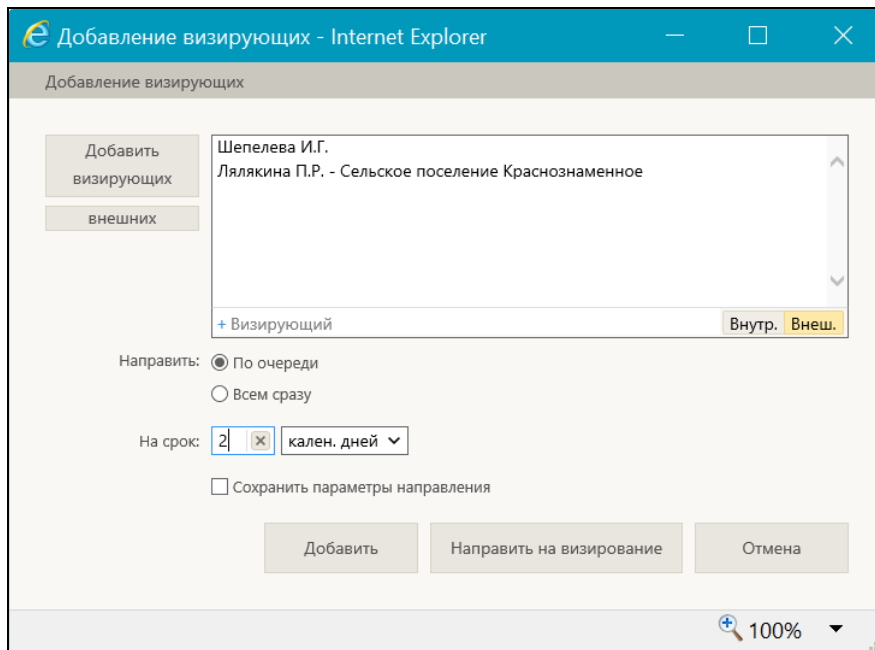 Добавление визирующих - Internet Explorer
Добавление визирующих
Добавить
визирующих
внешних
Шепелева И.Г.
Лялякина П.Р. - Сельское поселение Краснознаменное
+ Визирующий
Внутр. Внеш.
Направить: По очереди
Всем сразу
На срок: 2 кален. дней
Сохранить параметры направления
Добавить Направить на визирование Отмена
100%